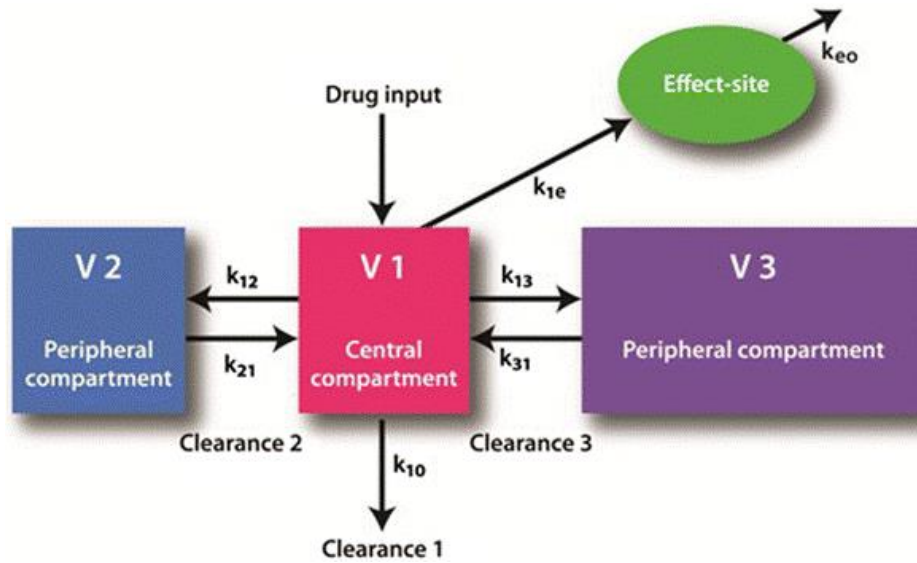 k₁ₑ
kₑₒ
Effect-site
Drug input
V 2
Peripheral
compartment
k₁₂
k₂₁
Clearance 2
V 1
Central
compartment
k₁₃
k₃₁
Clearance 3
V 3
Peripheral compartment
k₁₀
Clearance 1